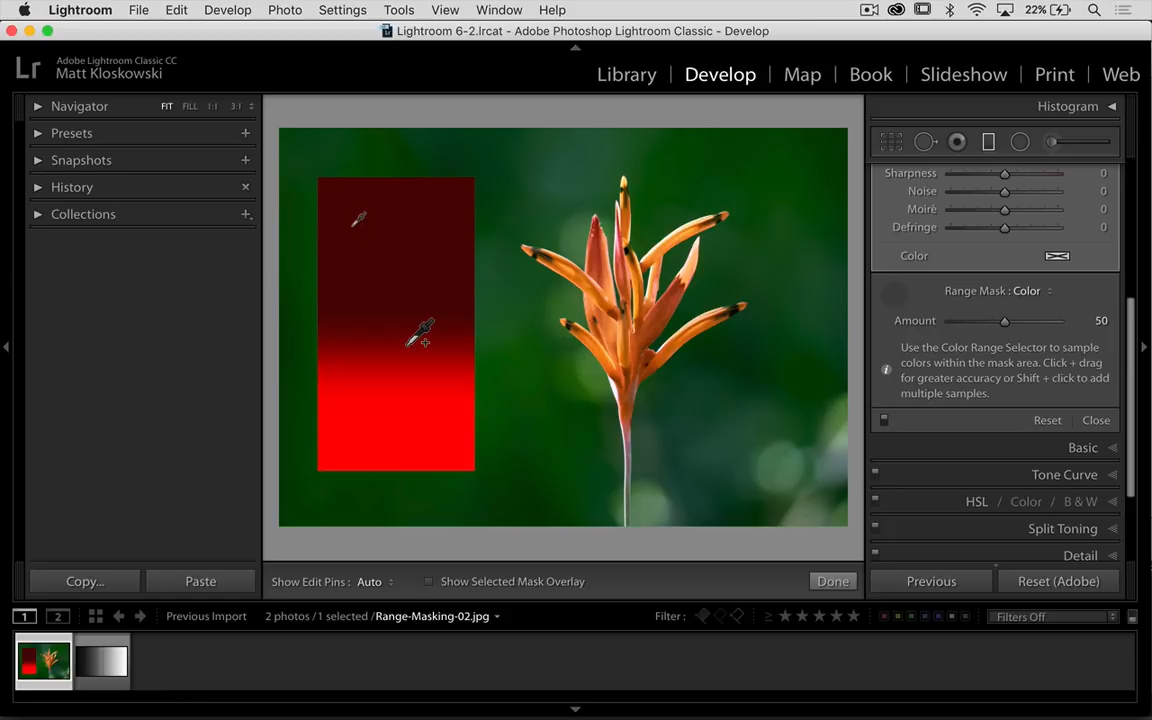 Lightroom File Edit Develop Photo Settings Tools View Window Help 22%
Lightroom 6-2.lrcat - Adobe Photoshop Lightroom Classic - Develop
Lr Adobe Lightroom Classic CC
Matt Kloskowski
Library | Develop | Map | Book | Slideshow | Print | Web
Navigator FIT FILL 1:1 3:1
Presets
Snapshots
History
Collections
Histogram
Sharpness 0
Noise 0
Moiré 0
Defringe 0
Color
Range Mask : Color
Amount 50
Use the Color Range Selector to sample
colors within the mask area. Click + drag
for greater accuracy or Shift + click to add
multiple samples.
Reset Close
Basic
Tone Curve
HSL / Color / B & W
Split Toning
Detail
Copy... Paste
Show Edit Pins : Auto Show Selected Mask Overlay Done
Previous Reset (Adobe)
1 2 Previous Import 2 photos / 1 selected / Range-Masking-02.jpg Filter : Filters Off